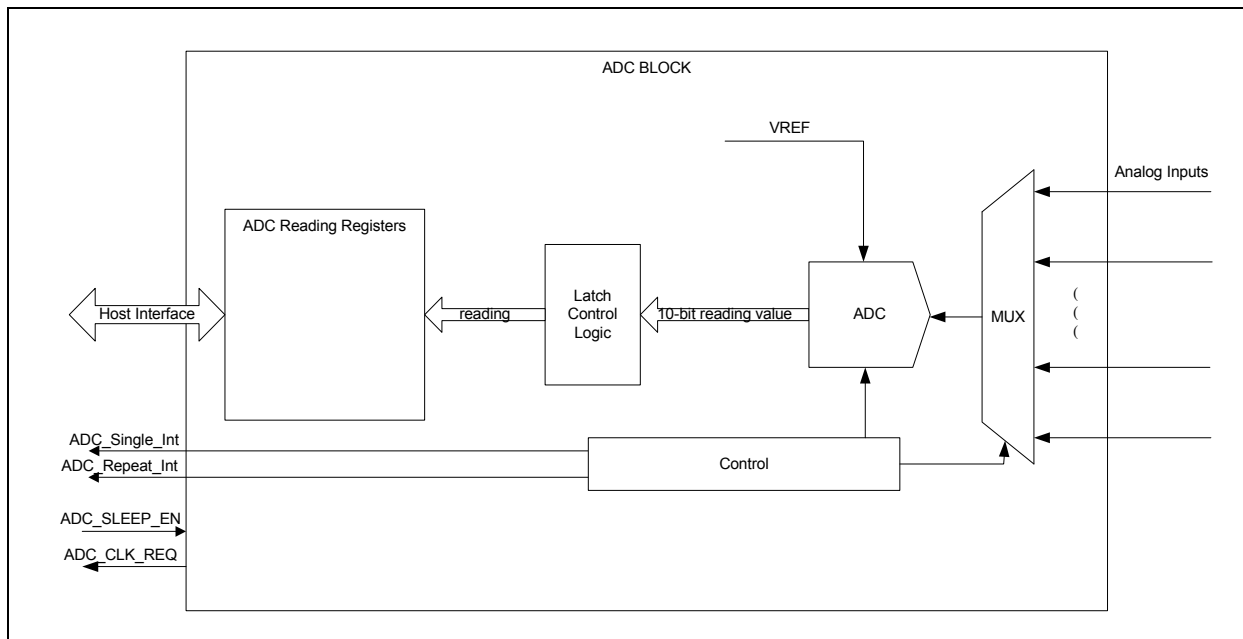 ADC BLOCK
VREF
Analog Inputs
ADC Reading Registers
Latch
Control
Logic
Host Interface
reading
10-bit reading value
ADC
MUX
(
(
(
ADC_Single_Int
ADC_Repeat_Int
Control
ADC_SLEEP_EN
ADC_CLK_REQ